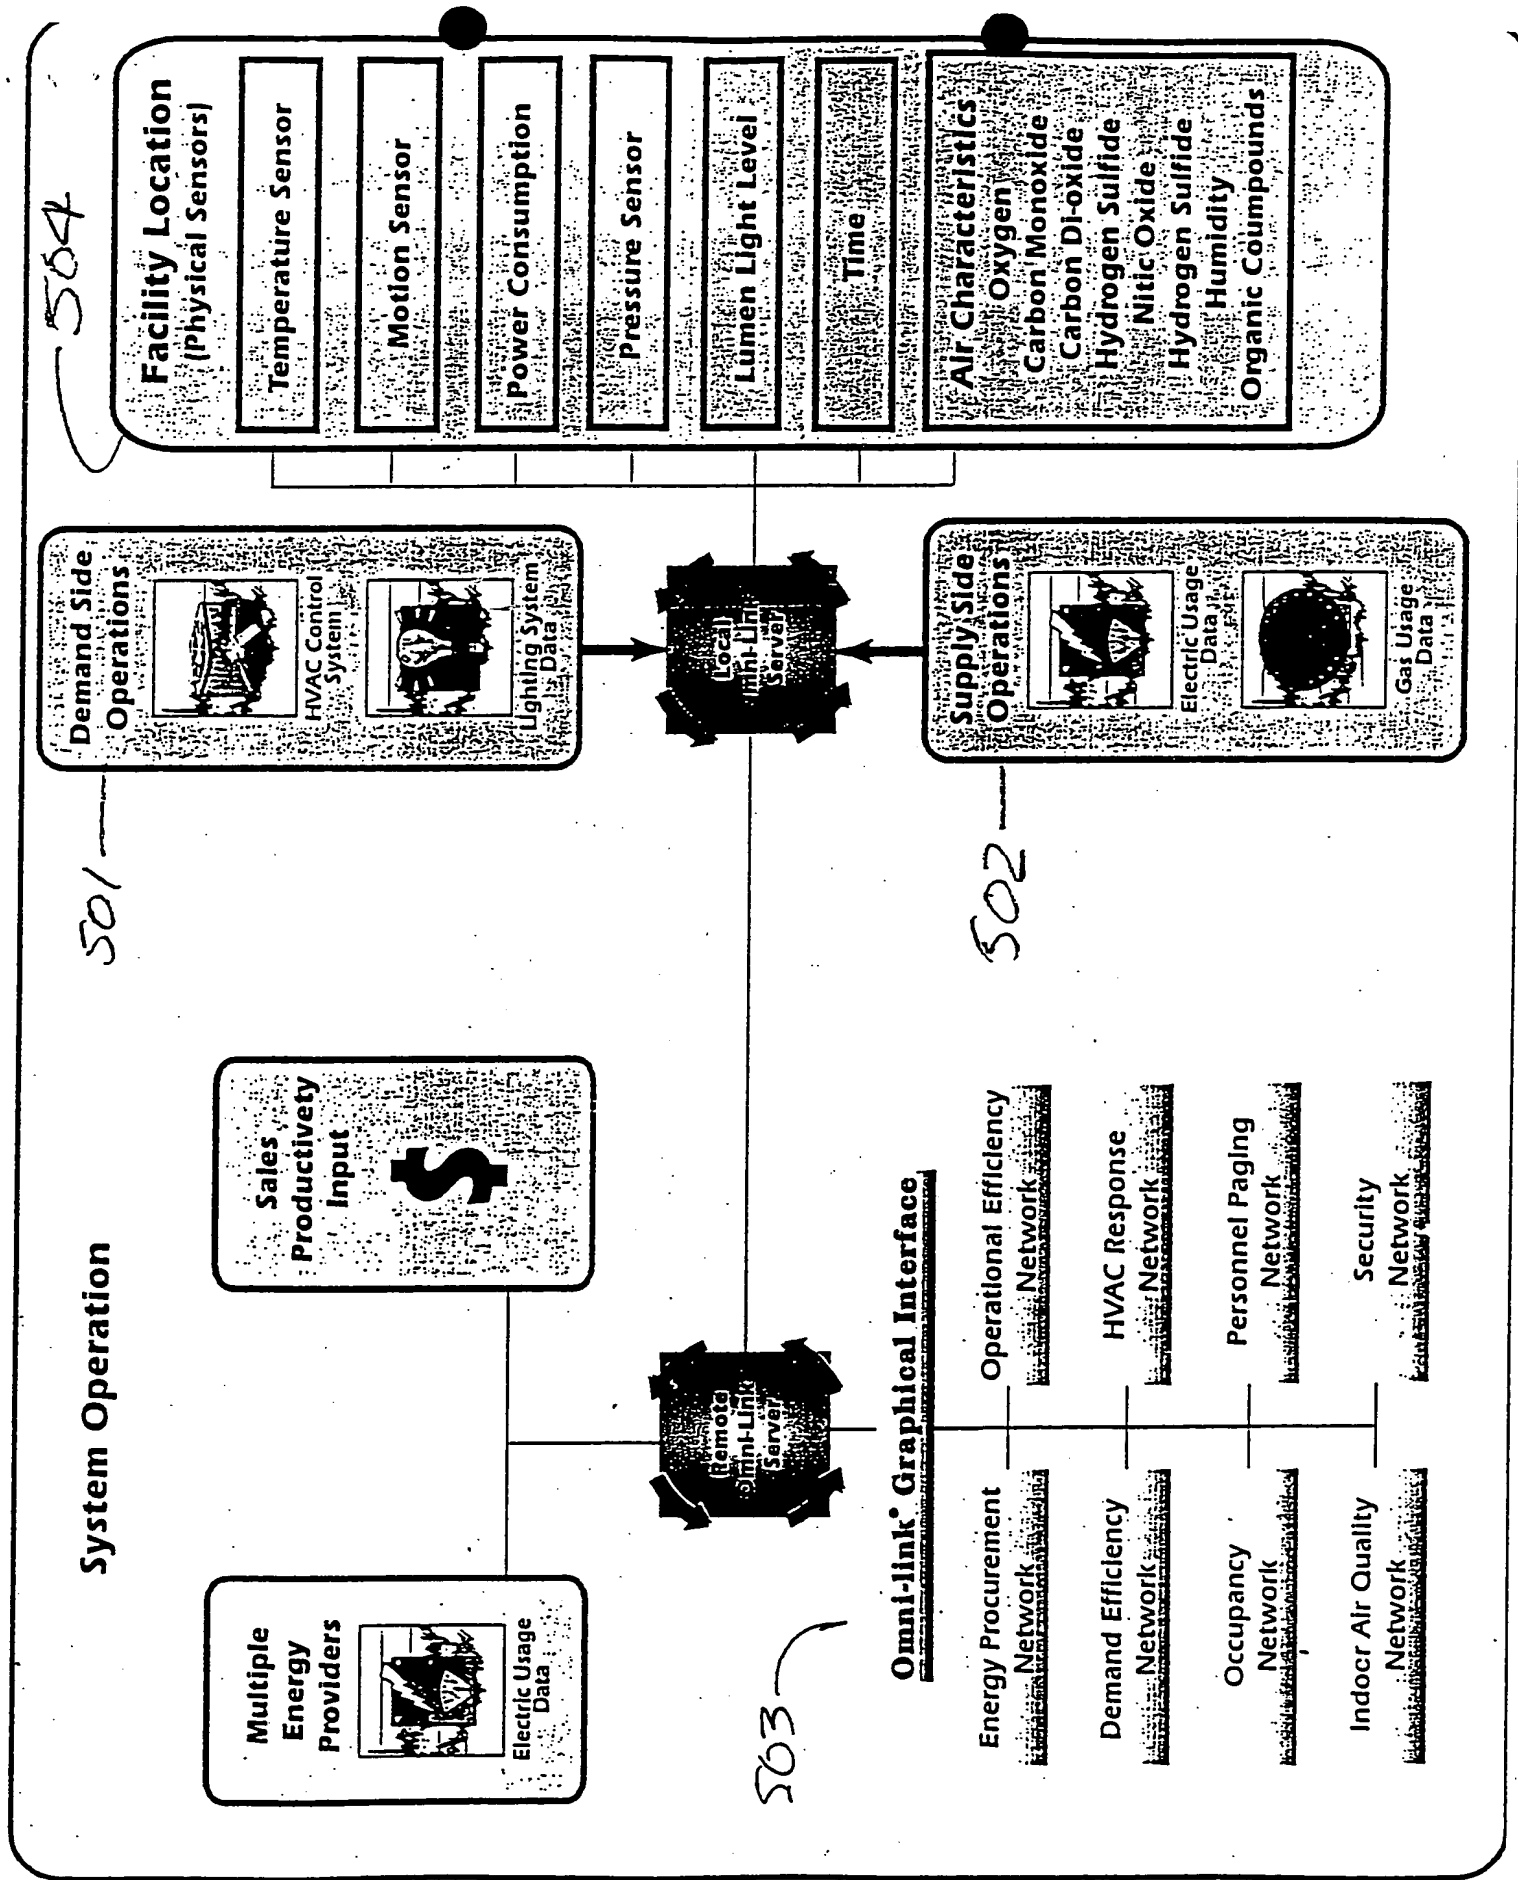 System Operation
Multiple
Energy
Providers
Electric Usage
Data
Sales
Productivety
Input
Remote
Omni-Link
Server
503
Omni-link® Graphical Interface
Energy Procurement
Network
Operational Efficiency
Network
Demand Efficiency
Network
HVAC Response
Network
Occupancy
Network
Personnel Paging
Network
Indoor Air Quality
Network
Security
Network
501
Demand Side
Operations
HVAC Control
System
Lighting System
Data
Local
Omni-Link
Server
502
Supply Side
Operations
Electric Usage
Data
Gas Usage
Data
504
Facility Location
(Physical Sensors)
Temperature Sensor
Motion Sensor
Power Consumption
Pressure Sensor
Lumen Light Level
Time
Air Characteristics
Oxygen
Carbon Monoxide
Carbon Di-oxide
Hydrogen Sulfide
Nitic Oxide
Hydrogen Sulfide
Humidity
Organic Coumpounds